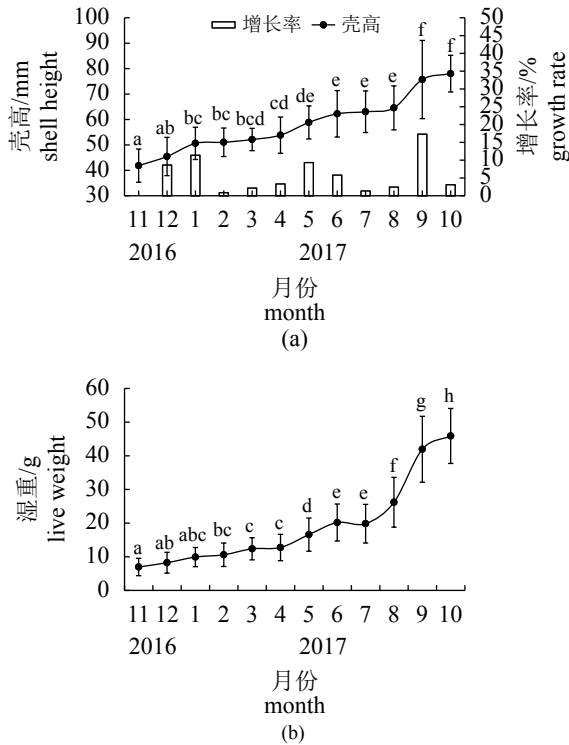 增长率 壳高
壳高/mm
shell height
100
90
80
70
60
50
40
30
50
45
40
35
30
25
20
15
10
5
0
增长率/%
growth rate
a ab bc bc bcd cd de e e e f f
11 12 1 2 3 4 5 6 7 8 9 10
2016 2017
月份
month
(a)
湿重/g
live weight
60
50
40
30
20
10
0
a ab abc bc c c d e e f g h
11 12 1 2 3 4 5 6 7 8 9 10
2016 2017
月份
month
(b)